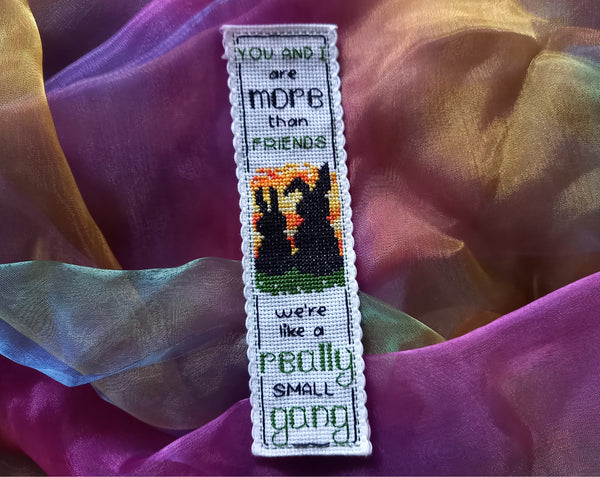 YOU AND I
are
more
than
FRIENDS
we're
like a
really
SMALL
gang